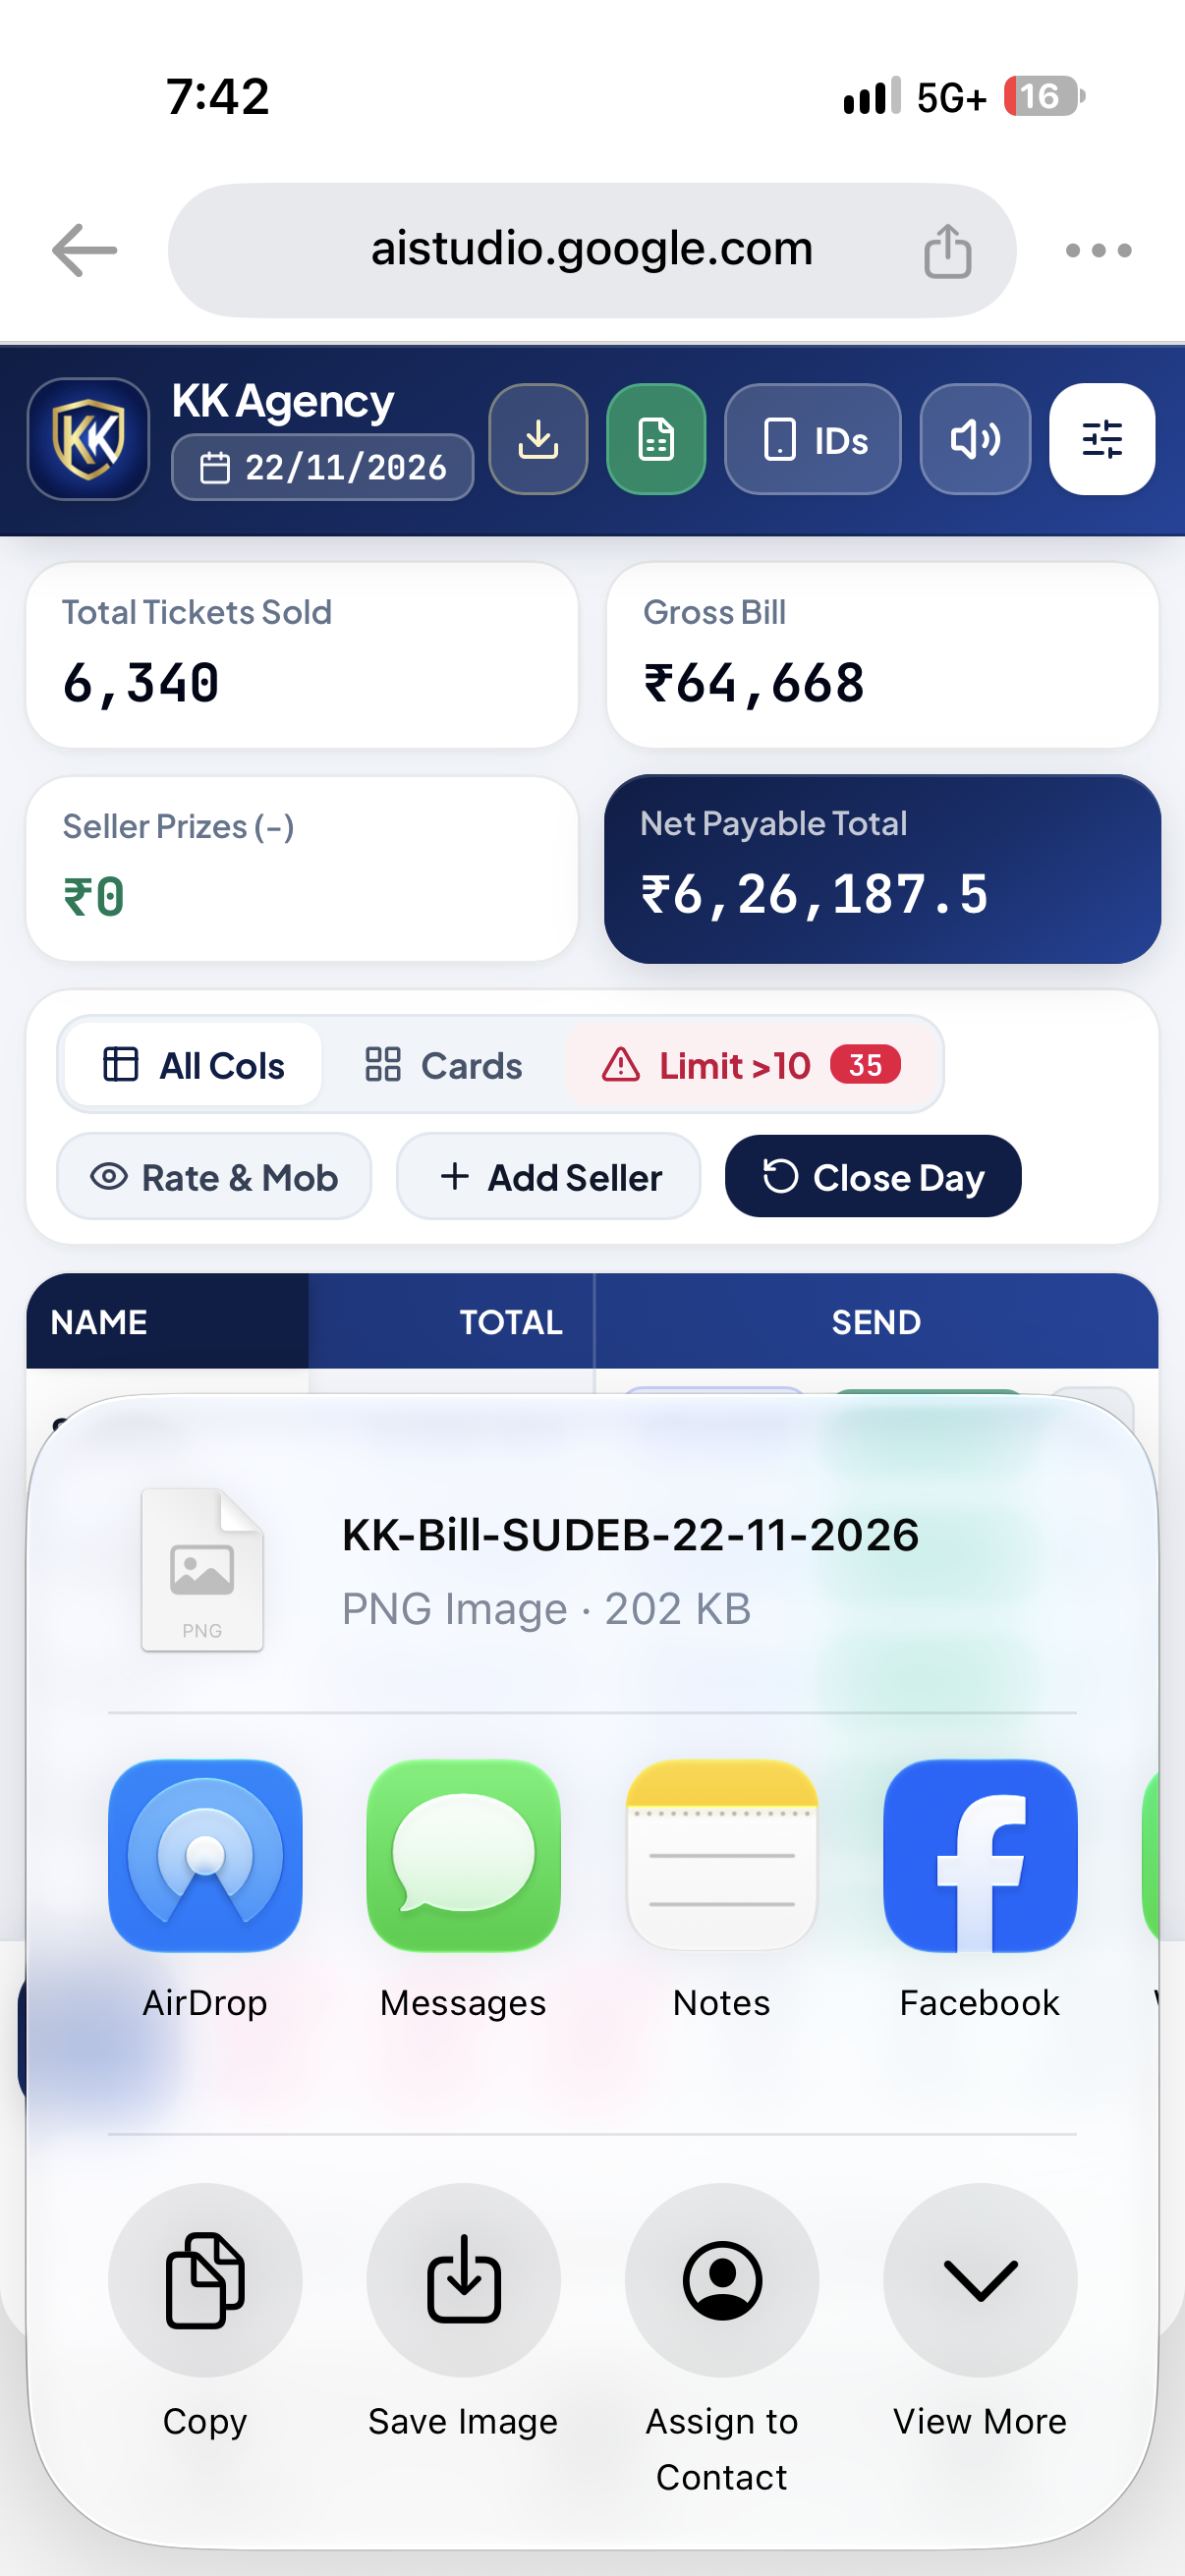 7:42
5G+ 16
aistudio.google.com
KK
KK Agency
22/11/2026
IDs
Total Tickets Sold
6,340
Gross Bill
₹64,668
Seller Prizes (-)
₹0
Net Payable Total
₹6,26,187.5
All Cols
Cards
Limit >10 35
Rate & Mob
Add Seller
Close Day
NAME TOTAL SEND
KK-Bill-SUDEB-22-11-2026
PNG Image · 202 KB
PNG
AirDrop
Messages
Notes
Facebook
Copy
Save Image
Assign to
Contact
View More